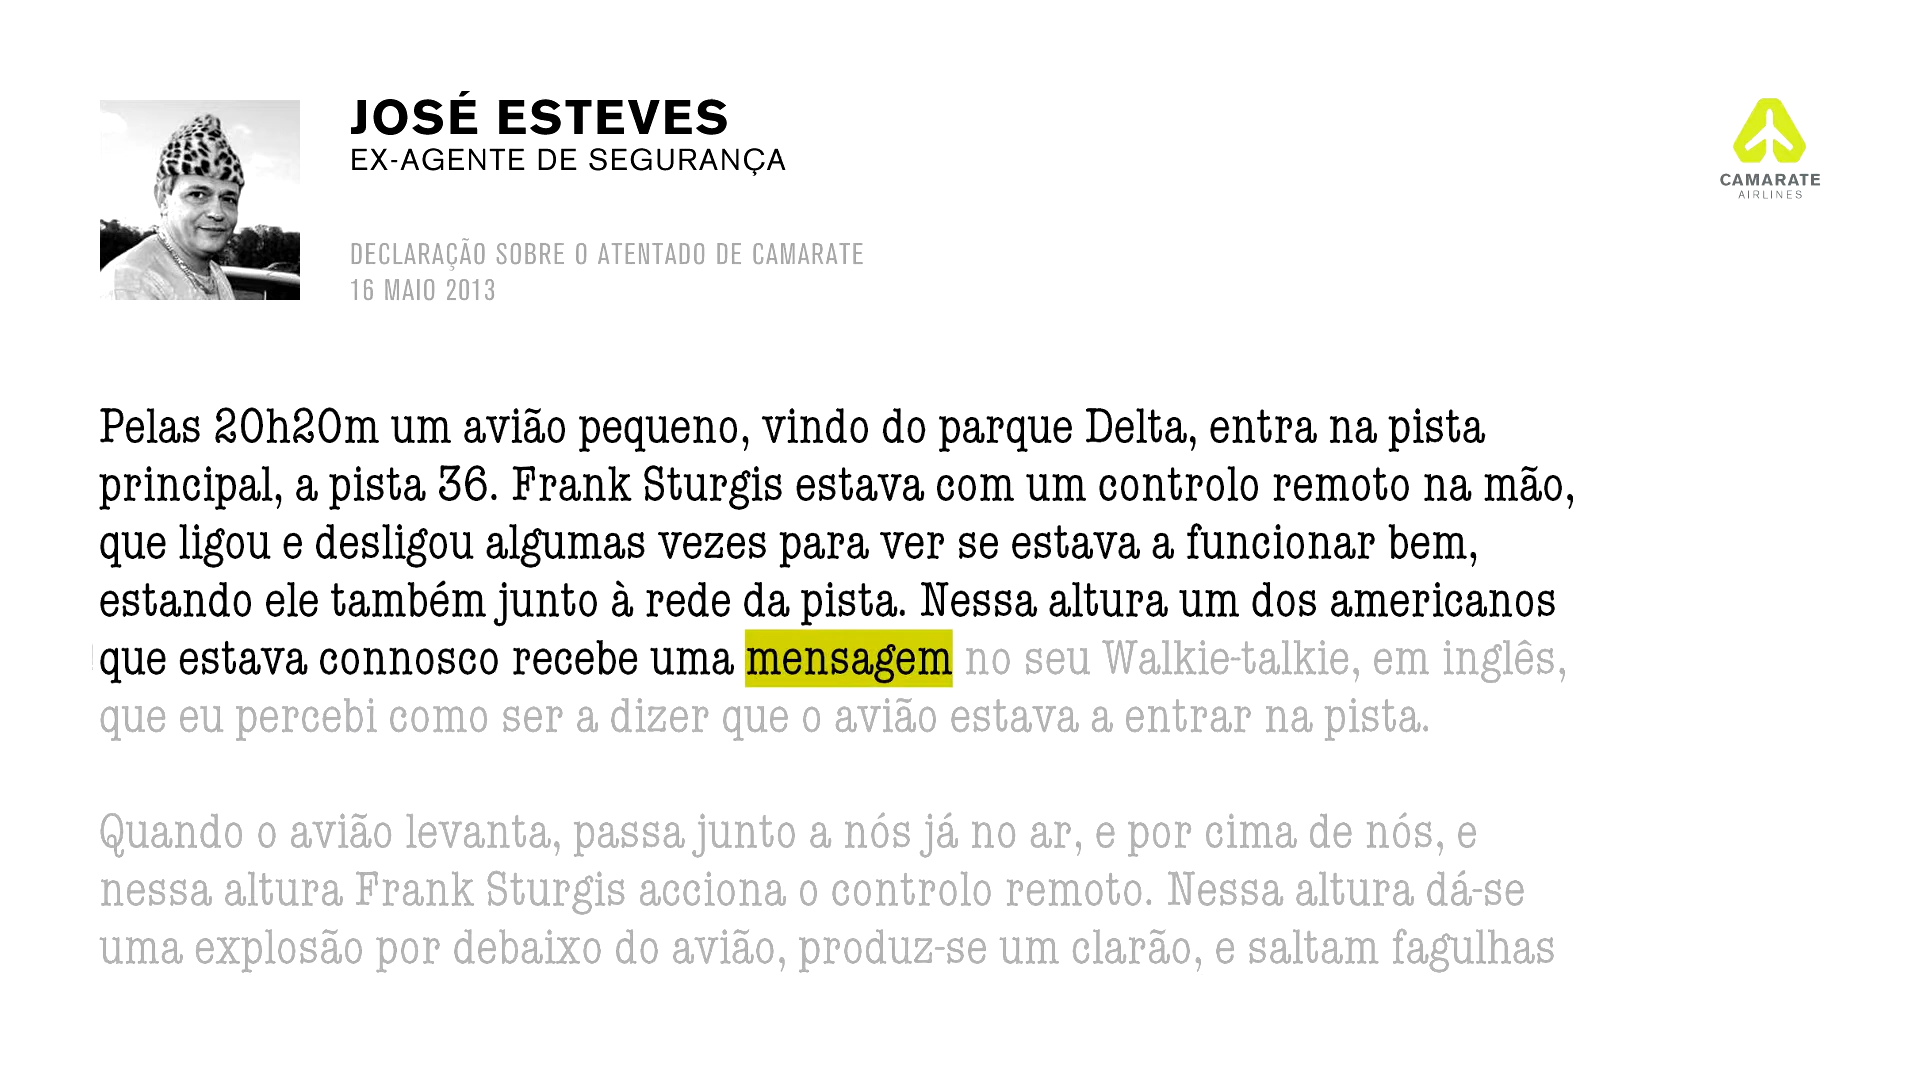 JOSÉ ESTEVES
EX-AGENTE DE SEGURANÇA
CAMARATE
AIRLINES
DECLARAÇÃO SOBRE O ATENTADO DE CAMARATE
16 MAIO 2013
Pelas 20h20m um avião pequeno, vindo do parque Delta, entra na pista
principal, a pista 36. Frank Sturgis estava com um controlo remoto na mão,
que ligou e desligou algumas vezes para ver se estava a funcionar bem,
estando ele também junto à rede da pista. Nessa altura um dos americanos
que estava connosco recebe uma mensagem no seu Walkie-talkie, em inglês,
que eu percebi como ser a dizer que o avião estava a entrar na pista.
Quando o avião levanta, passa junto a nós já no ar, e por cima de nós, e
nessa altura Frank Sturgis acciona o controlo remoto. Nessa altura dá-se
uma explosão por debaixo do avião, produz-se um clarão, e saltam fagulhas